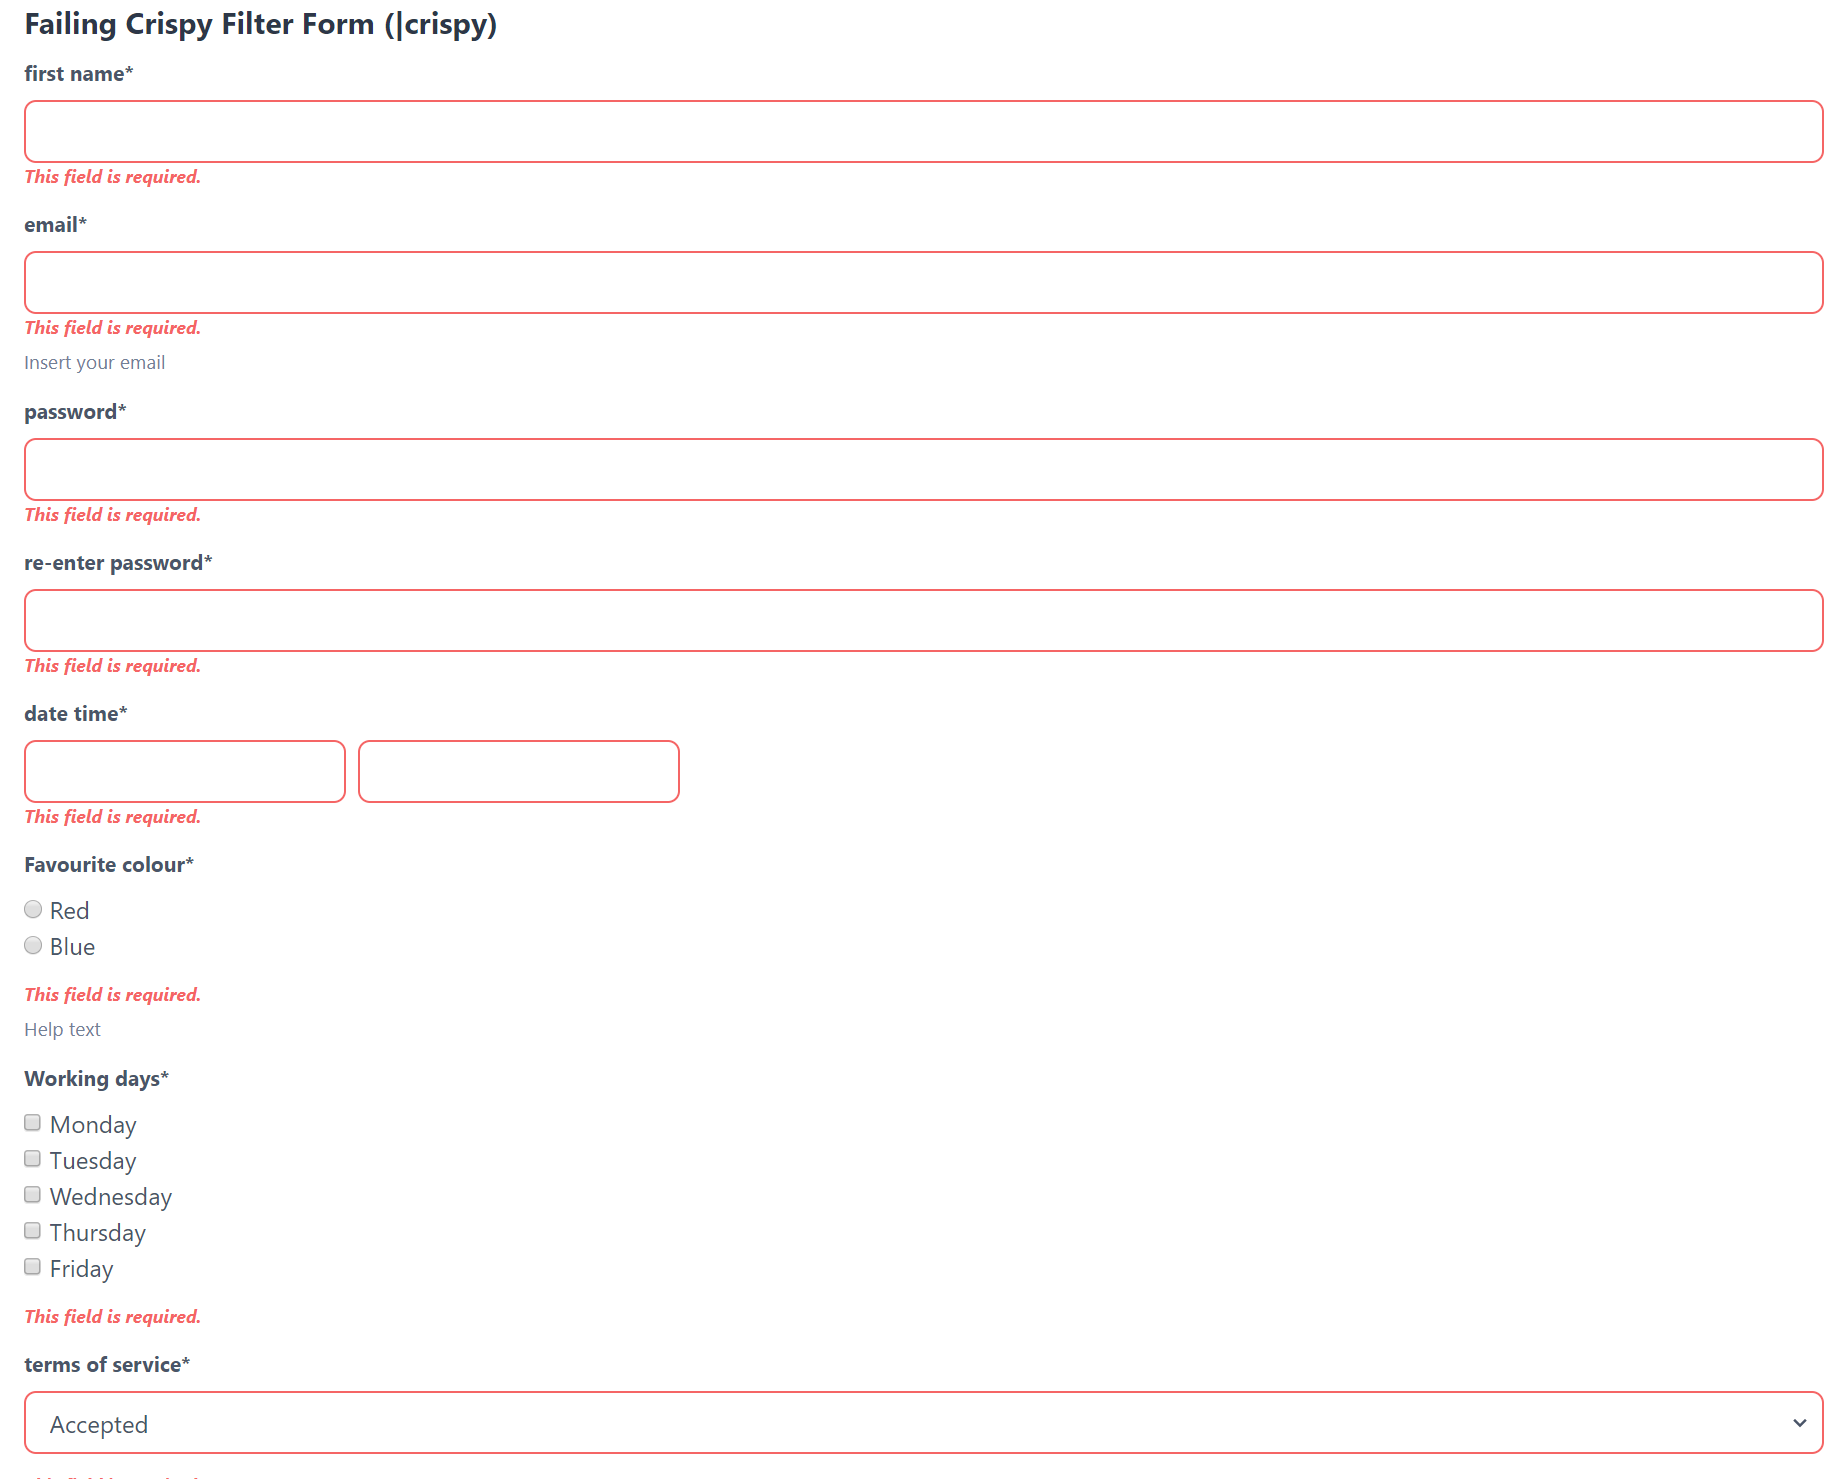 Failing Crispy Filter Form (|crispy)
first name*
This field is required.
email*
This field is required.
Insert your email
password*
This field is required.
re-enter password*
This field is required.
date time*
This field is required.
Favourite colour*
Red
Blue
This field is required.
Help text
Working days*
Monday
Tuesday
Wednesday
Thursday
Friday
This field is required.
terms of service*
Accepted